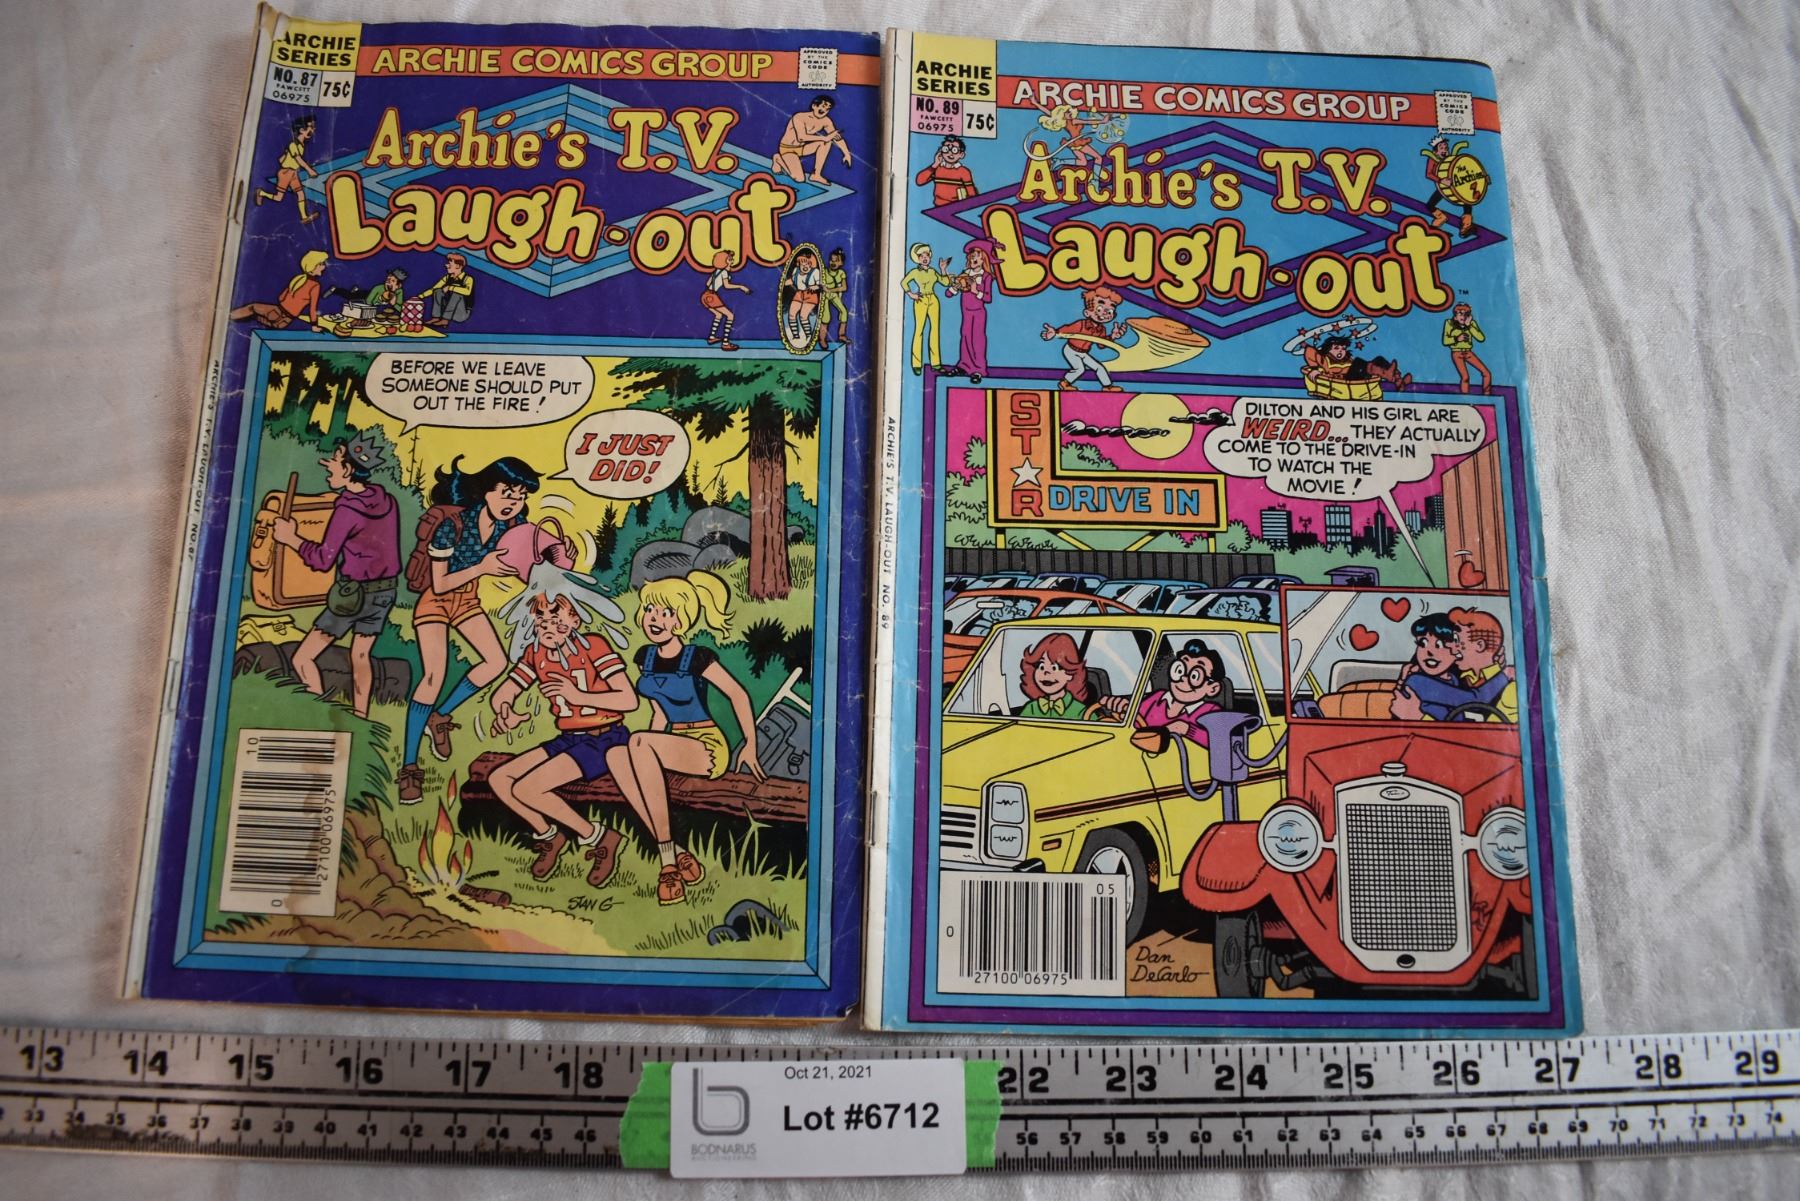 ARCHIE
SERIES
NO. 87
FAWCETT
06975
75¢
ARCHIE COMICS GROUP
APPROVED
BY THE
COMICS
CODE
AUTHORITY
Archie's T.V.
Laugh-out
BEFORE WE LEAVE
SOMEONE SHOULD PUT
OUT THE FIRE!
I JUST
DID!
11
STAN G
10
0
27100 06975
ARCHIE'S T.V. LAUGH-OUT NO. 87
ARCHIE
SERIES
NO. 89
FAWCETT
06975
75¢
ARCHIE COMICS GROUP
APPROVED
BY THE
COMICS
CODE
AUTHORITY
The
Archies
Archie's T.V.
Laugh-out
TM
STAR
DRIVE IN
DILTON AND HIS GIRL ARE
WEIRD... THEY ACTUALLY
COME TO THE DRIVE-IN
TO WATCH THE
MOVIE!
05
0
27100 06975
Dan
DeCarlo
ARCHIE'S T.V. LAUGH-OUT NO. 89
13 14 15 16 17 18 22 23 24 25 26 27 28 29
33 34 35 36 37 38 39 40 41 42 43 44 45 46 56 57 58 59 60 61 62 63 64 65 66 67 68 69 70 71 72 73 74
Oct 21, 2021
Lot #6712
BODNARUS
AUCTIONEERING